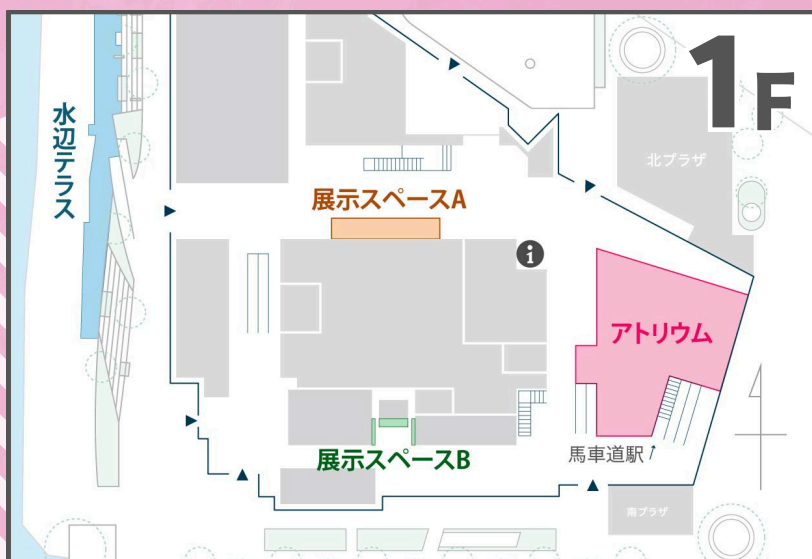 1F
水辺テラス
北プラザ
展示スペースA
i
アトリウム
展示スペースB
馬車道駅↑
南プラザ